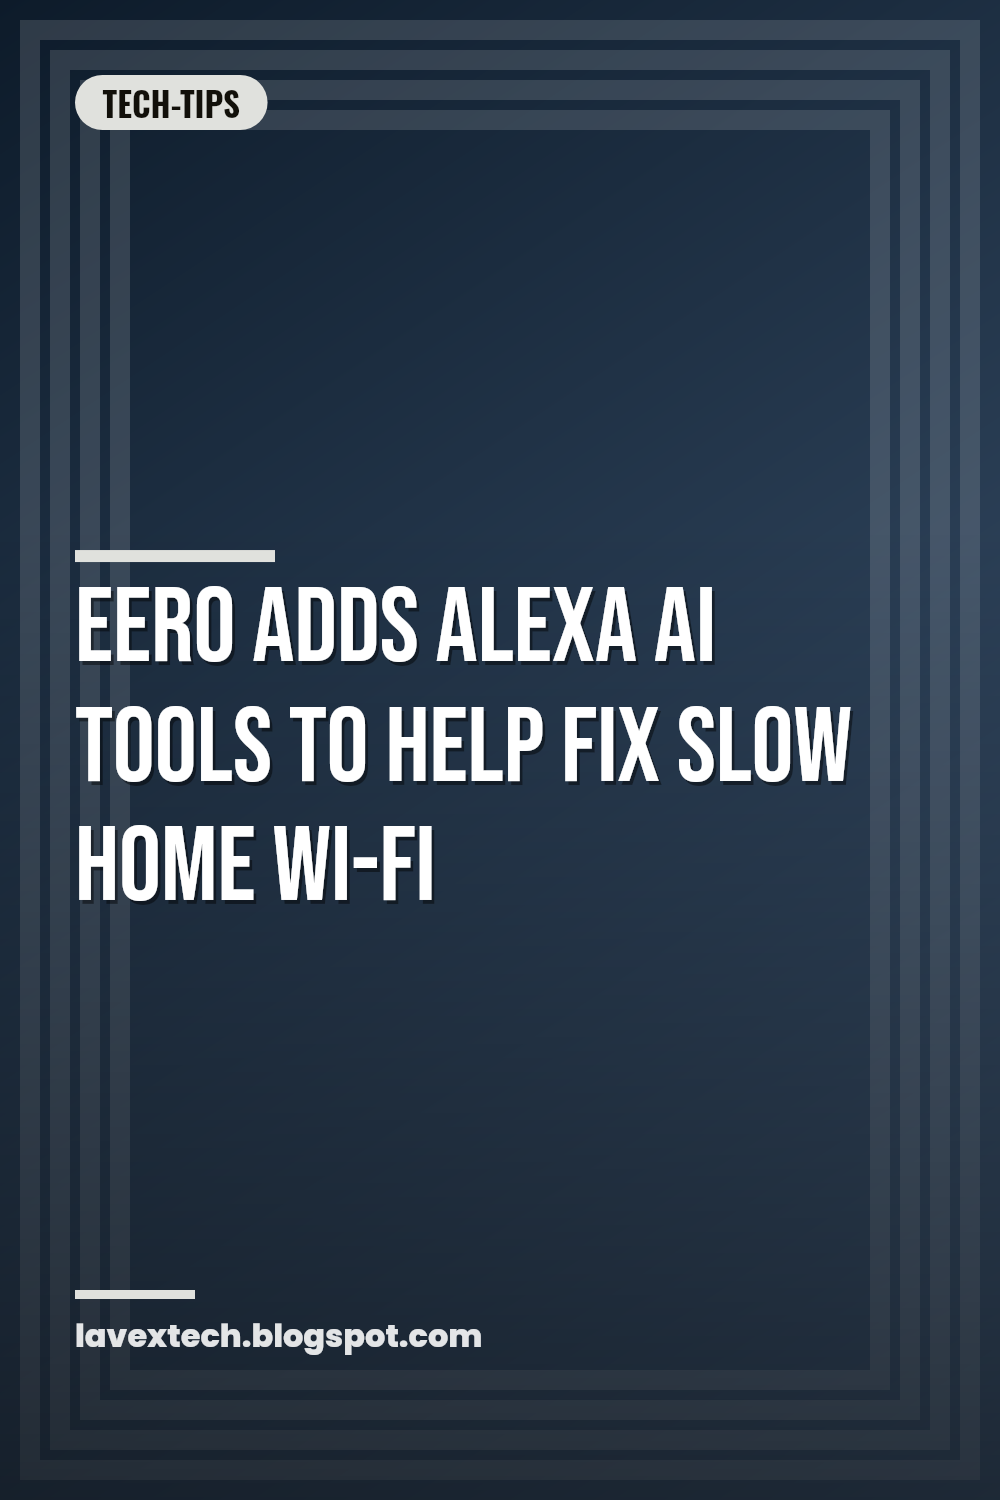 TECH-TIPS
EERO ADDS ALEXA AI
TOOLS TO HELP FIX SLOW
HOME WI-FI
lavextech.blogspot.com